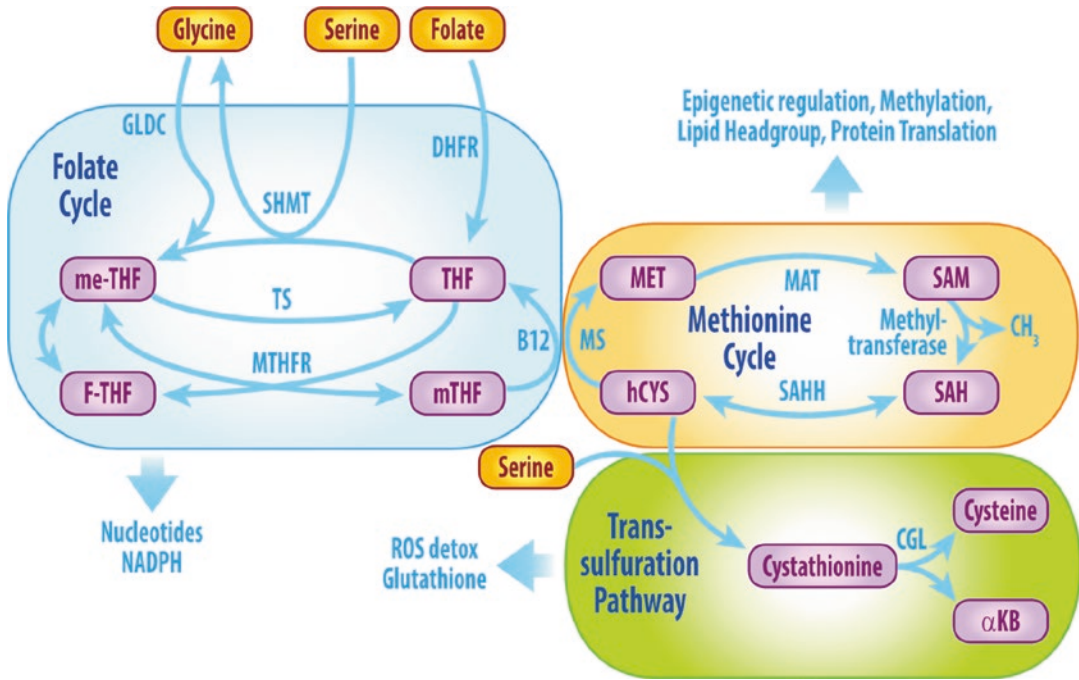 Glycine
Serine
Folate
GLDC
DHFR
Folate
Cycle
SHMT
me-THF
THF
TS
B12
MTHFR
F-THF
mTHF
Nucleotides
NADPH
Epigenetic regulation, Methylation,
Lipid Headgroup, Protein Translation
MET
MAT
SAM
MS
Methionine
Cycle
Methyl-
transferase
CH₃
hCYS
SAHH
SAH
Serine
ROS detox
Glutathione
Trans-
sulfuration
Pathway
Cystathionine
CGL
Cysteine
αKB